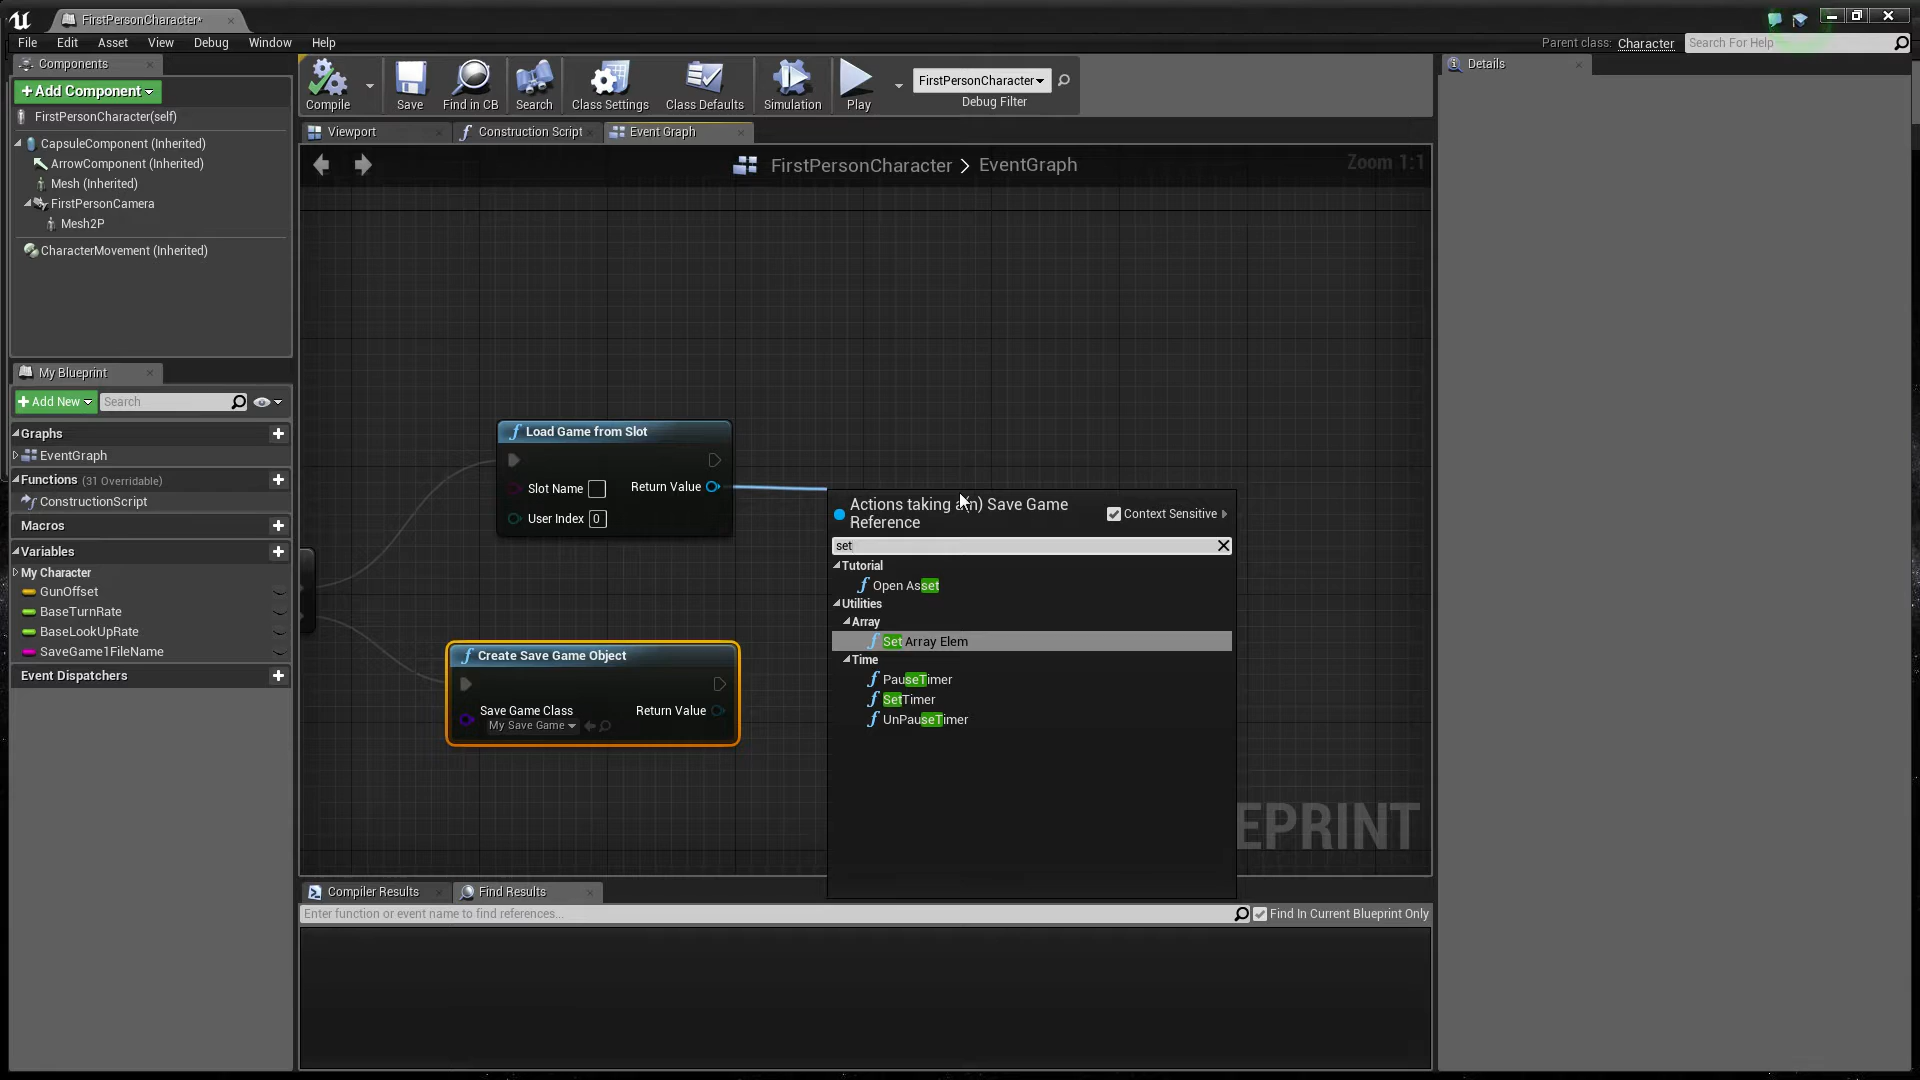 FirstPersonCharacter*
File Edit Asset View Debug Window Help
Parent class: Character Search For Help
Components
+Add Component
FirstPersonCharacter(self)
CapsuleComponent (Inherited)
ArrowComponent (Inherited)
Mesh (Inherited)
FirstPersonCamera
Mesh2P
CharacterMovement (Inherited)
My Blueprint
+Add New Search
Graphs
EventGraph
Functions (31 Overridable)
ConstructionScript
Macros
Variables
My Character
GunOffset
BaseTurnRate
BaseLookUpRate
SaveGame1FileName
Event Dispatchers
Compile Save Find in CB Search Class Settings Class Defaults Simulation Play
FirstPersonCharacter
Debug Filter
Viewport Construction Script Event Graph
FirstPersonCharacter > EventGraph
Zoom 1:1
Load Game from Slot
Slot Name Return Value
User Index 0
Create Save Game Object
Save Game Class Return Value
My Save Game
Actions taking a(n) Save Game
Reference
Context Sensitive
set
Tutorial
Open Asset
Utilities
Array
Set Array Elem
Time
PauseTimer
SetTimer
UnPauseTimer
EPRINT
Compiler Results Find Results
Enter function or event name to find references...
Find In Current Blueprint Only
Details